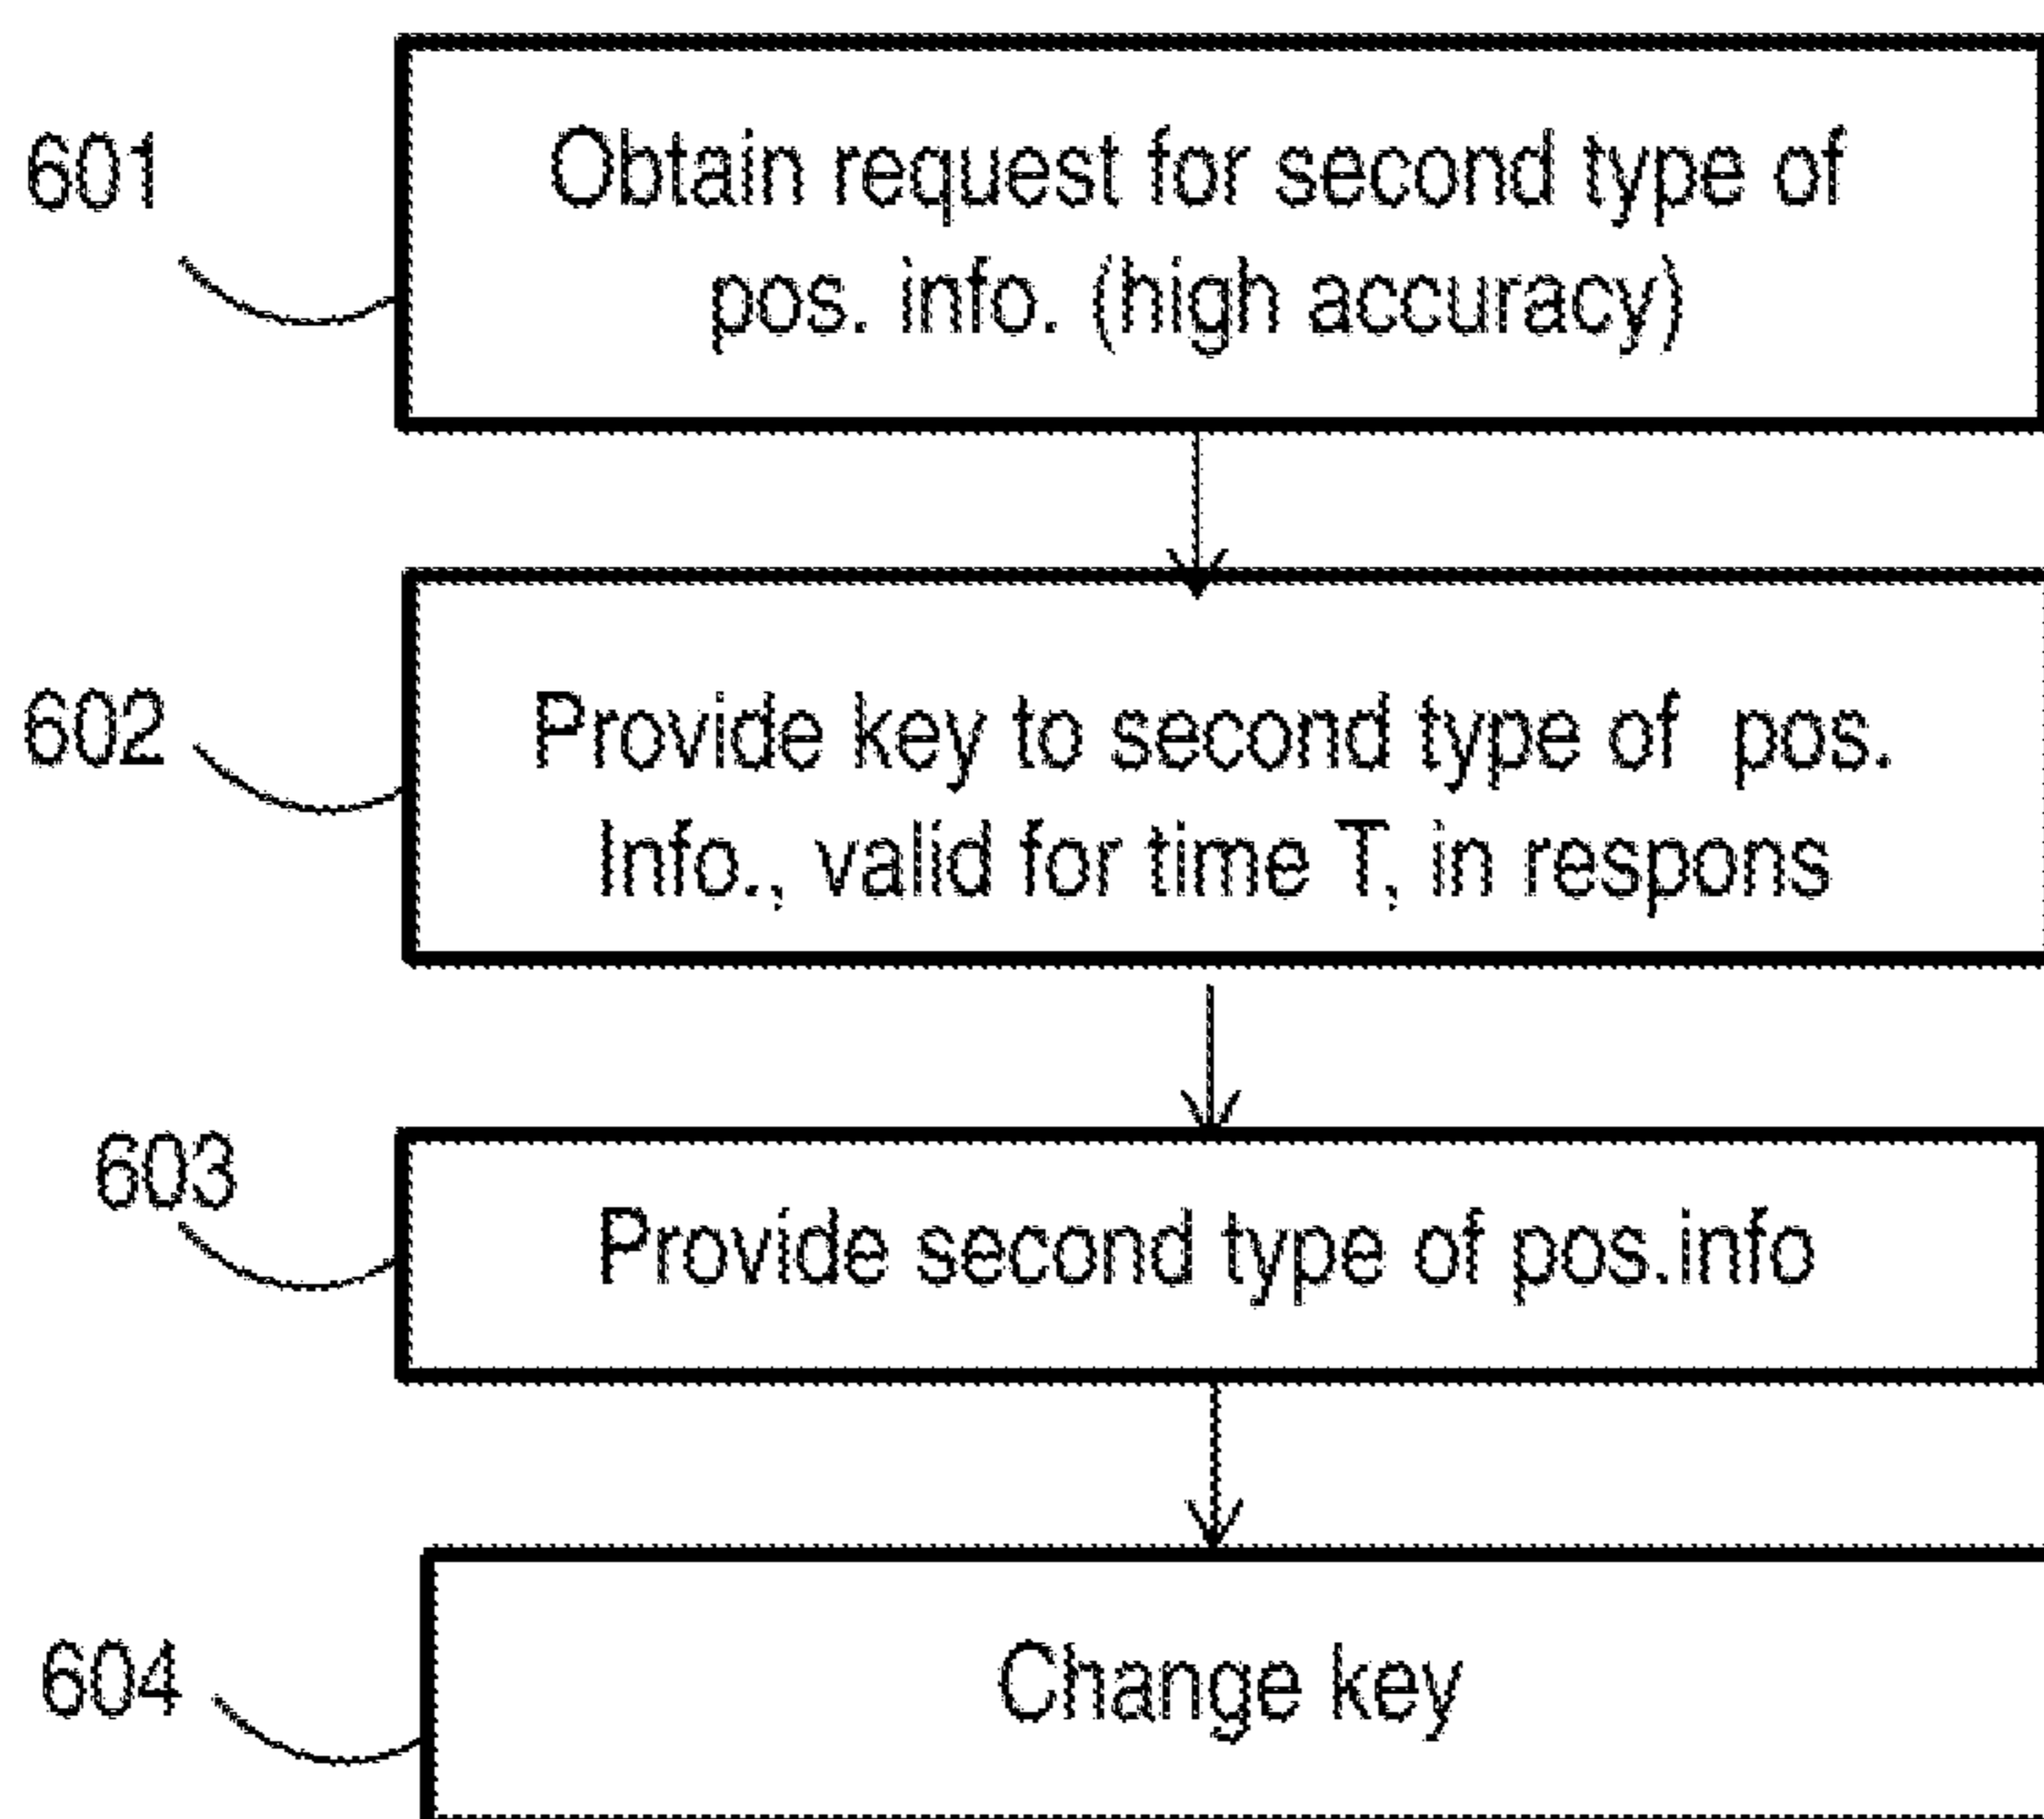 601
Obtain request for second type of
pos. info. (high accuracy)
602
Provide key to second type of pos.
Info., valid for time T, in respons
603
Provide second type of pos.info
604
Change key